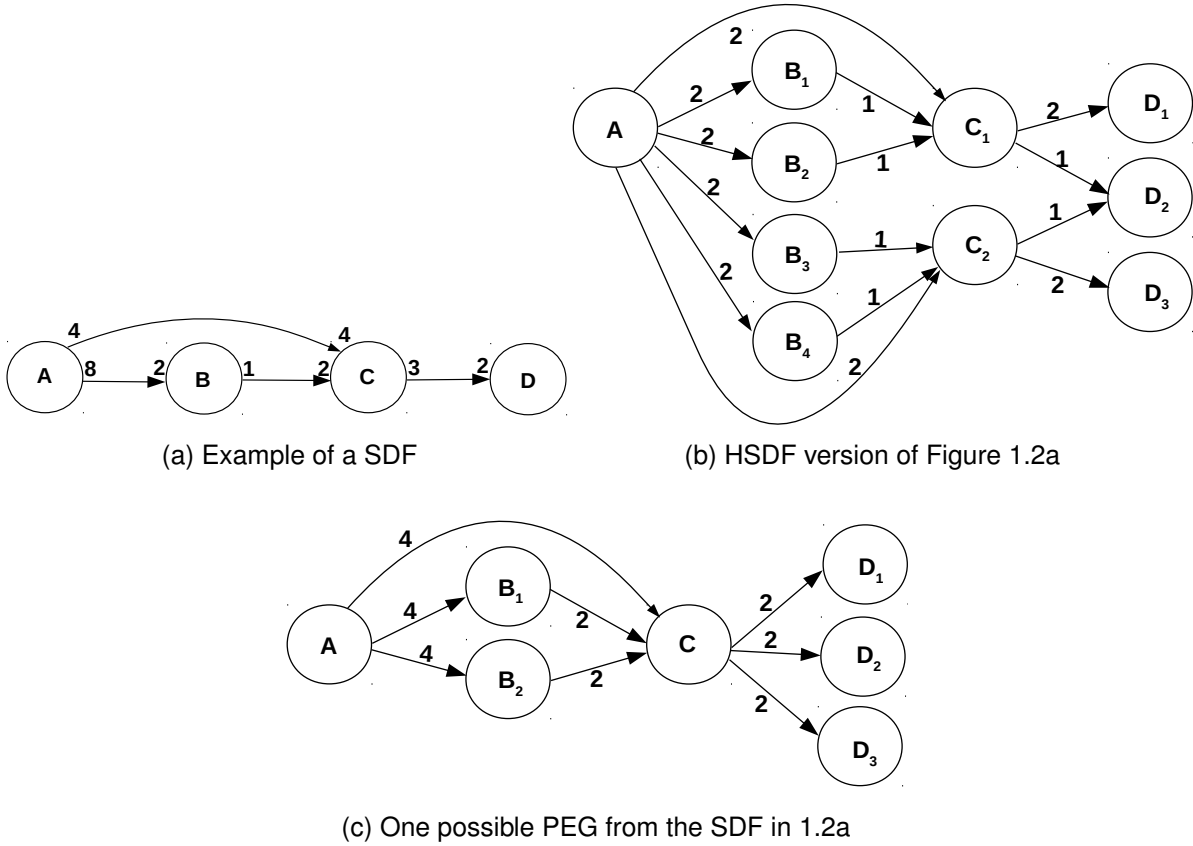 A
4
8
2
B
1
2
4
C
3
2
D
(a) Example of a SDF
A
2
2
2
2
2
2
B1
B2
B3
B4
1
1
1
1
C1
C2
2
1
1
2
D1
D2
D3
(b) HSDF version of Figure 1.2a
A
4
4
4
B1
B2
2
2
C
2
2
2
D1
D2
D3
(c) One possible PEG from the SDF in 1.2a